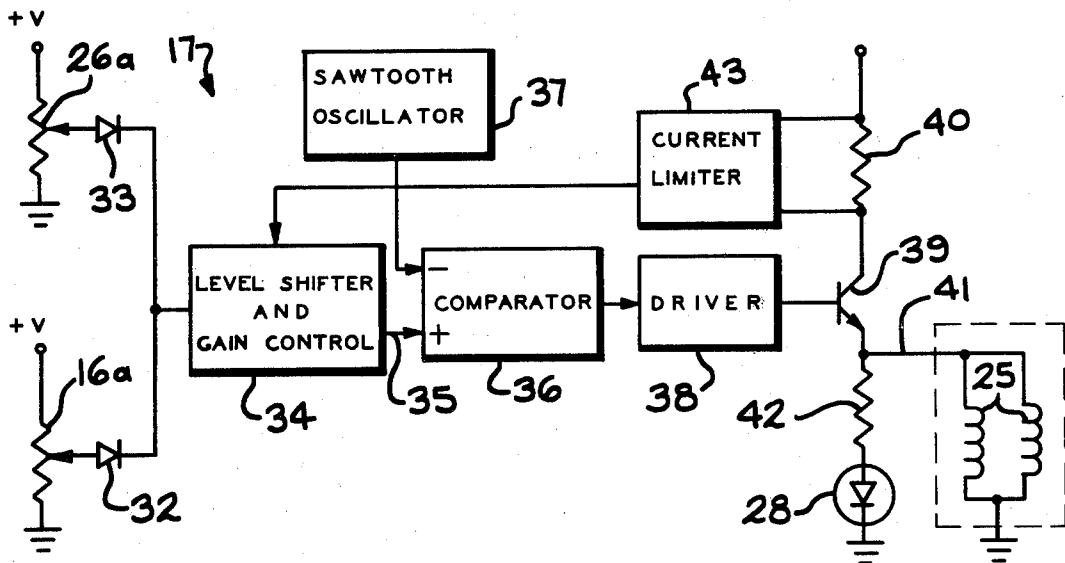 +V
26a
17
SAWTOOTH
OSCILLATOR
37
43
CURRENT
LIMITER
40
33
39
LEVEL SHIFTER
AND
GAIN CONTROL
34
35
−
+
COMPARATOR
36
DRIVER
38
41
+V
16a
32
42
25
28